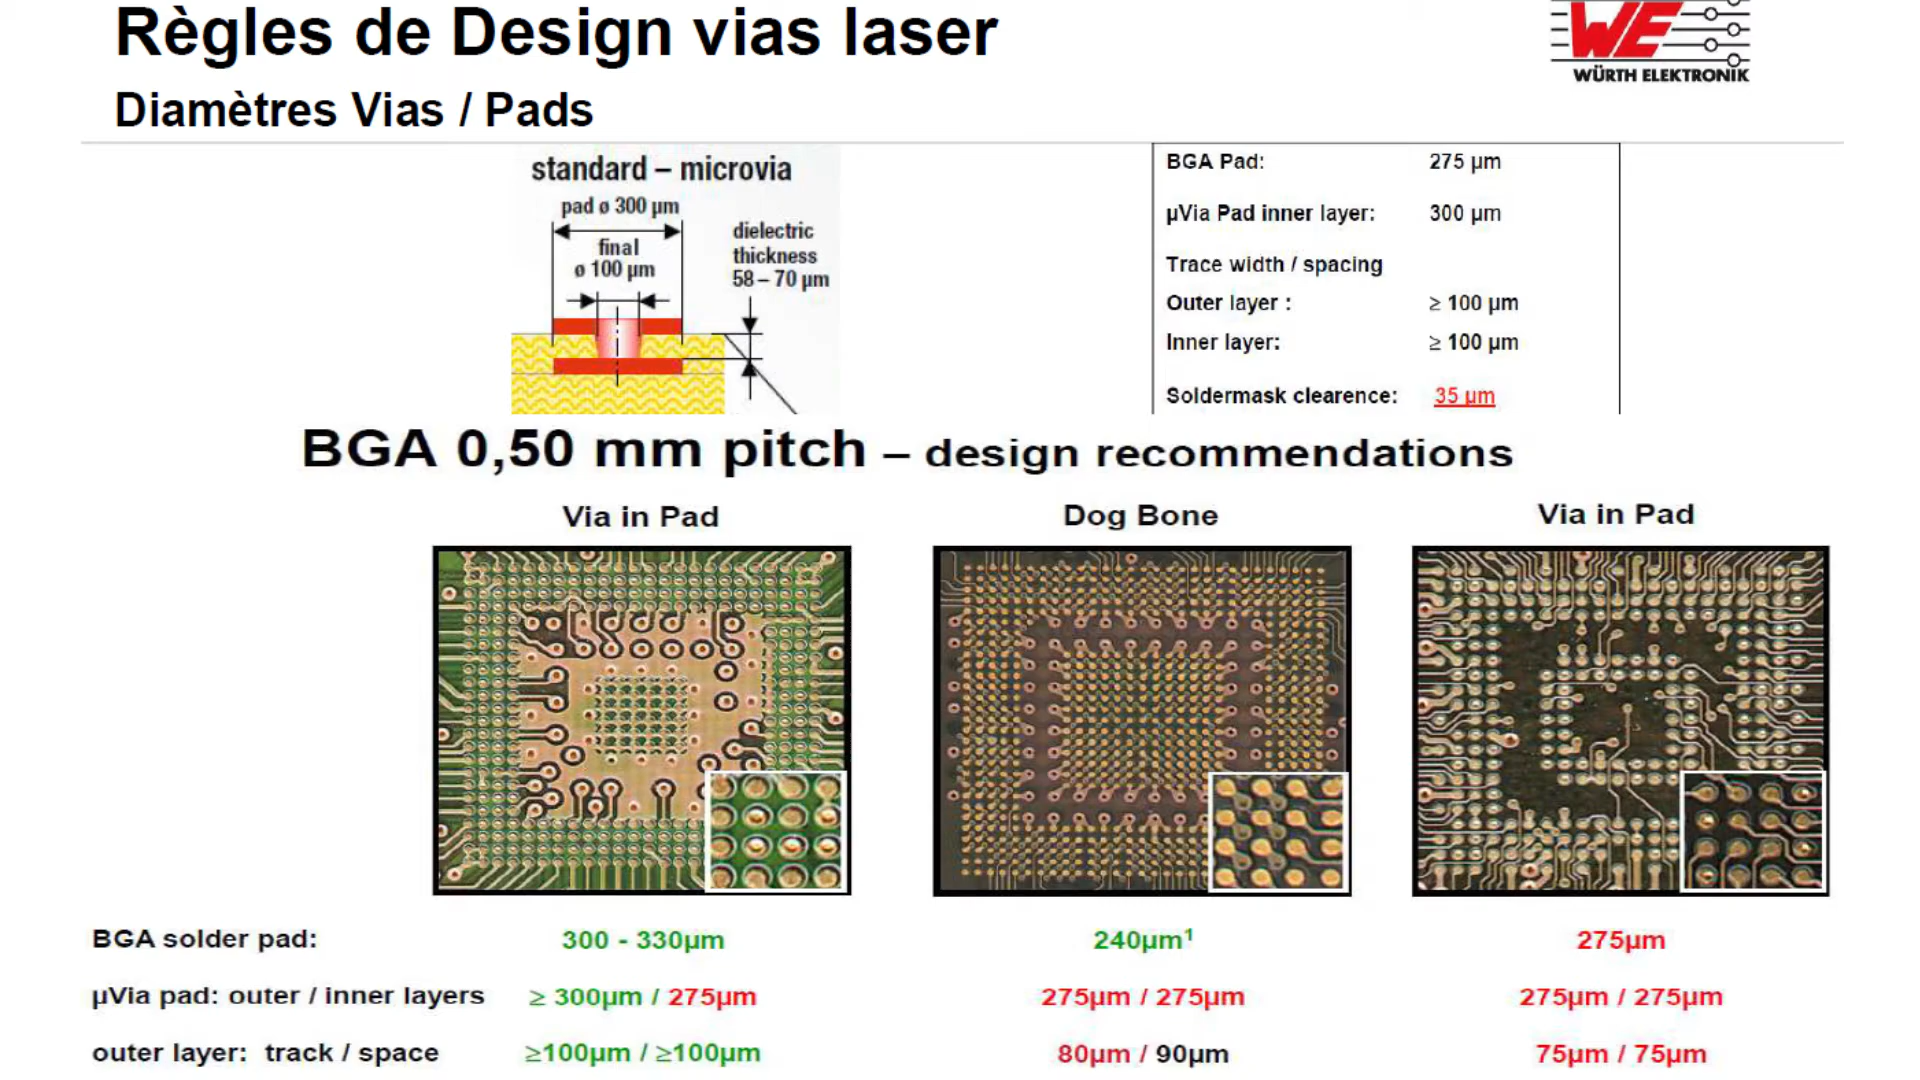 Règles de Design vias laser
WE
WÜRTH ELEKTRONIK
Diamètres Vias / Pads
standard – microvia
pad ø 300 µm
final
ø 100 µm
dielectric
thickness
58 – 70 µm
BGA Pad: 275 µm
µVia Pad inner layer: 300 µm
Trace width / spacing
Outer layer : ≥ 100 µm
Inner layer: ≥ 100 µm
Soldermask clearence: 35 µm
BGA 0,50 mm pitch – design recommendations
Via in Pad Dog Bone Via in Pad
BGA solder pad: 300 - 330µm 240µm¹ 275µm
µVia pad: outer / inner layers ≥ 300µm / 275µm 275µm / 275µm 275µm / 275µm
outer layer: track / space ≥100µm / ≥100µm 80µm / 90µm 75µm / 75µm